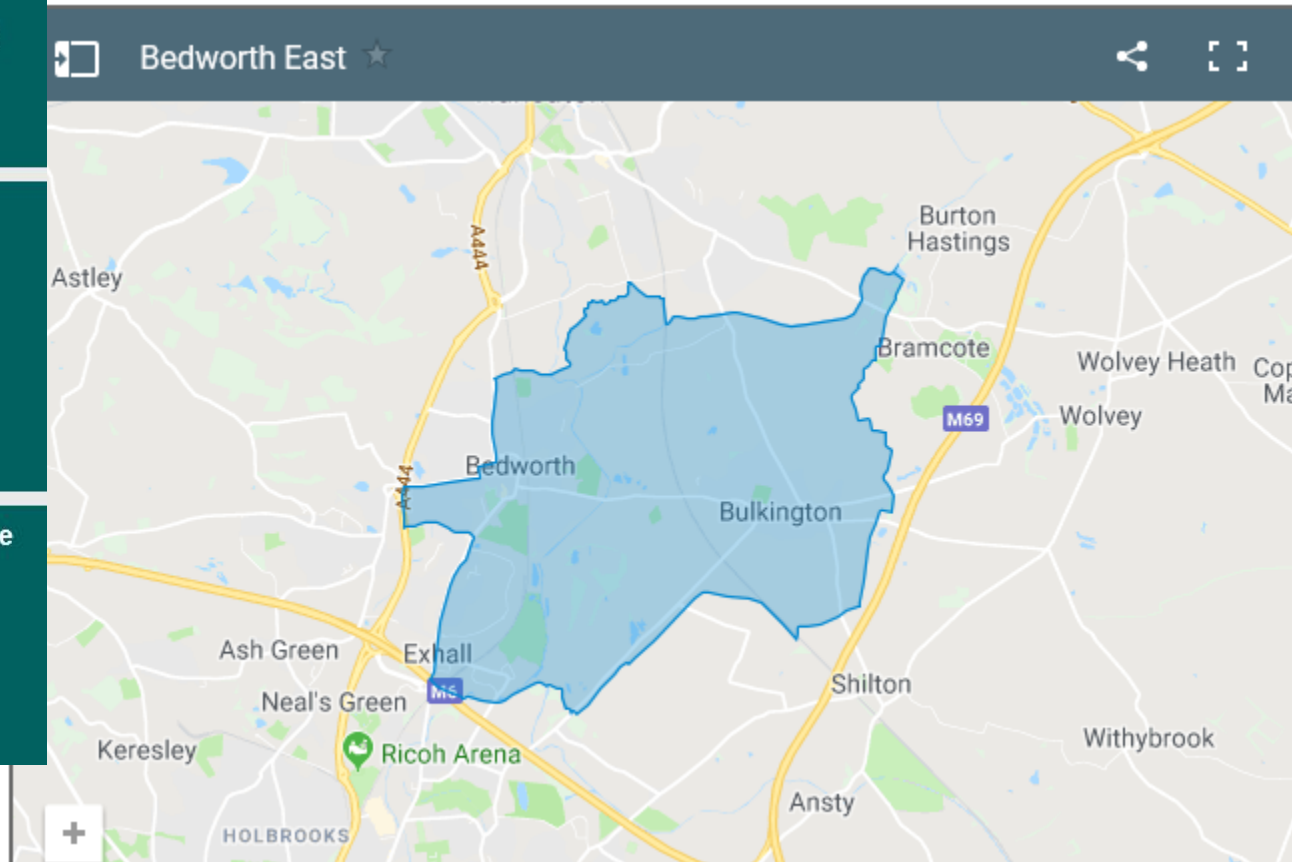 Bedworth East
Burton
Hastings
A444
Astley
Bramcote
Wolvey Heath
M69
Wolvey
Bedworth
A444
Bulkington
e
Ash Green
Exhall
M6
Shilton
Neal's Green
Withybrook
Keresley
Ricoh Arena
Ansty
HOLBROOKS
+